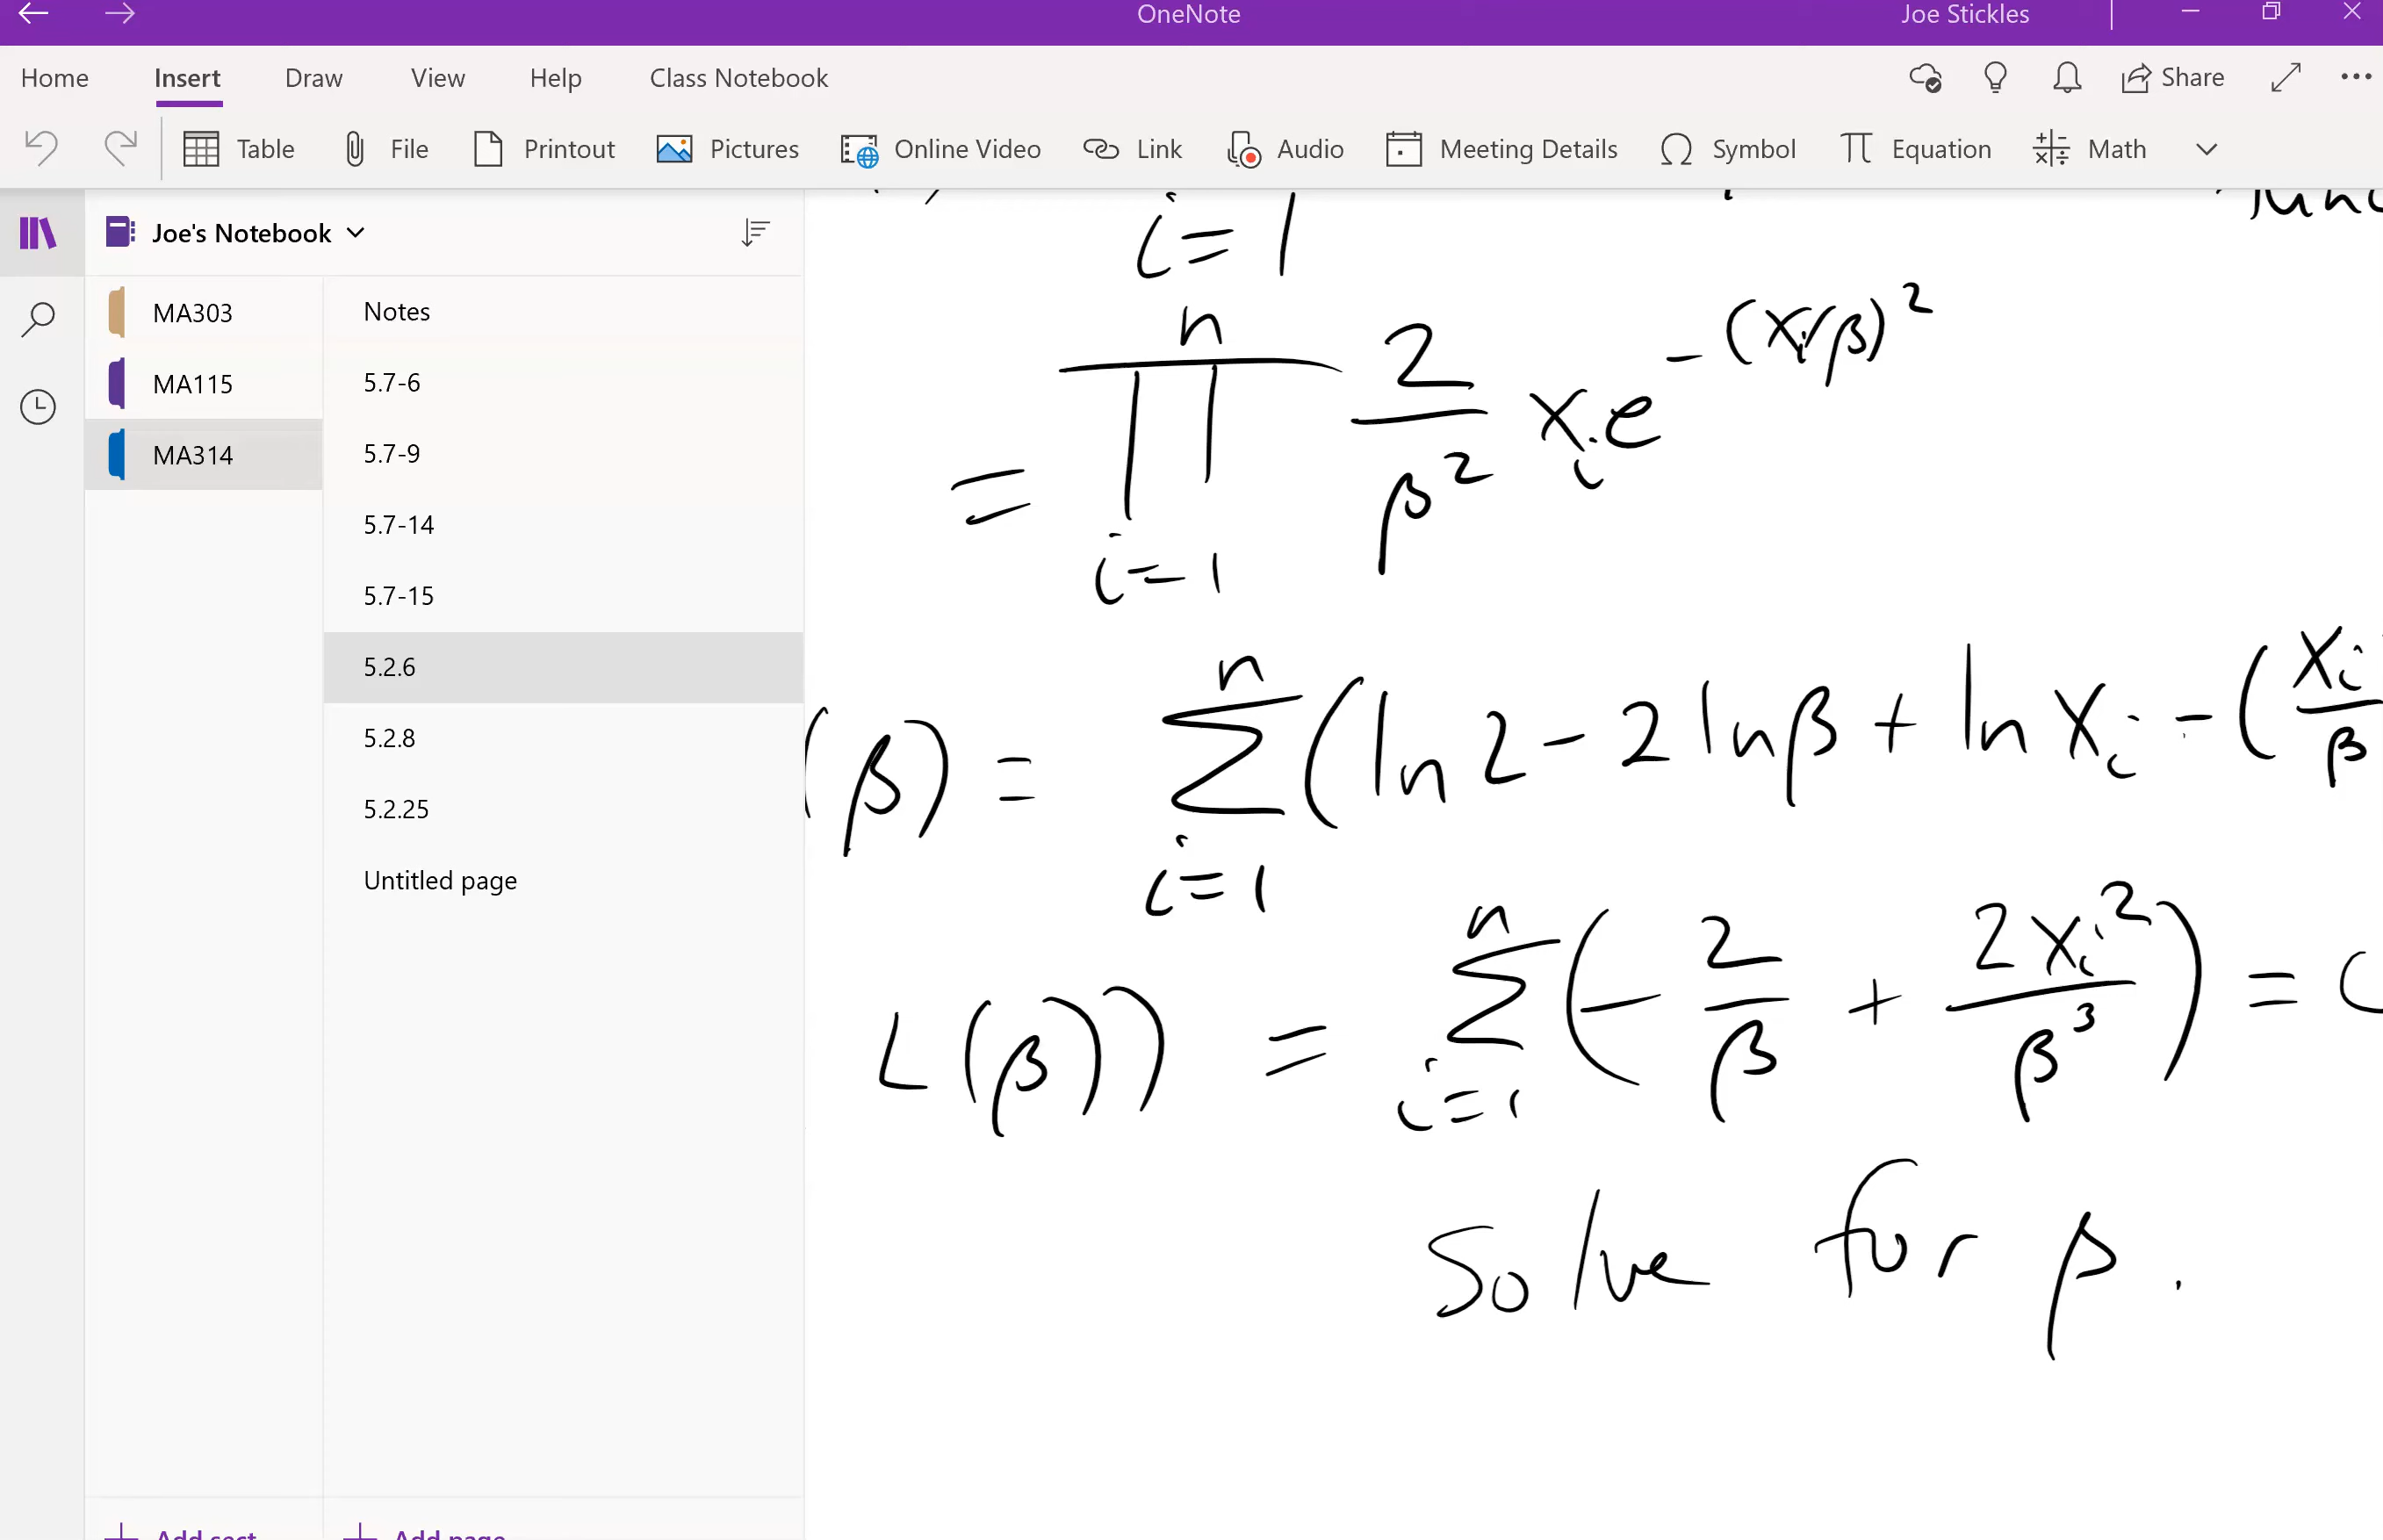 OneNote
Joe Stickles
Home Insert Draw View Help Class Notebook Share
Table File Printout Pictures Online Video Link Audio Meeting Details Symbol Equation Math
Joe's Notebook
MA303
MA115
MA314
Notes
5.7-6
5.7-9
5.7-14
5.7-15
5.2.6
5.2.8
5.2.25
Untitled page
Add page
i=1
n
= ∏ 2/β² xᵢ e^-(xᵢ/β)²
i=1
n
(β) = Σ (ln 2 - 2 ln β + ln xᵢ - (xᵢ/β
i=1
n
L(β)) = Σ (- 2/β + 2xᵢ²/β³) =
i=1
Solve for β.